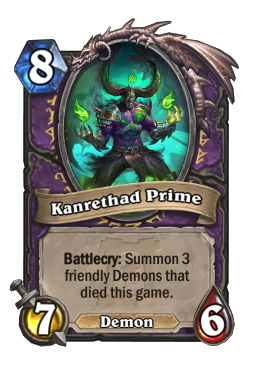 8
Kanrethad Prime
Battlecry: Summon 3
friendly Demons that
died this game.
7
Demon
6